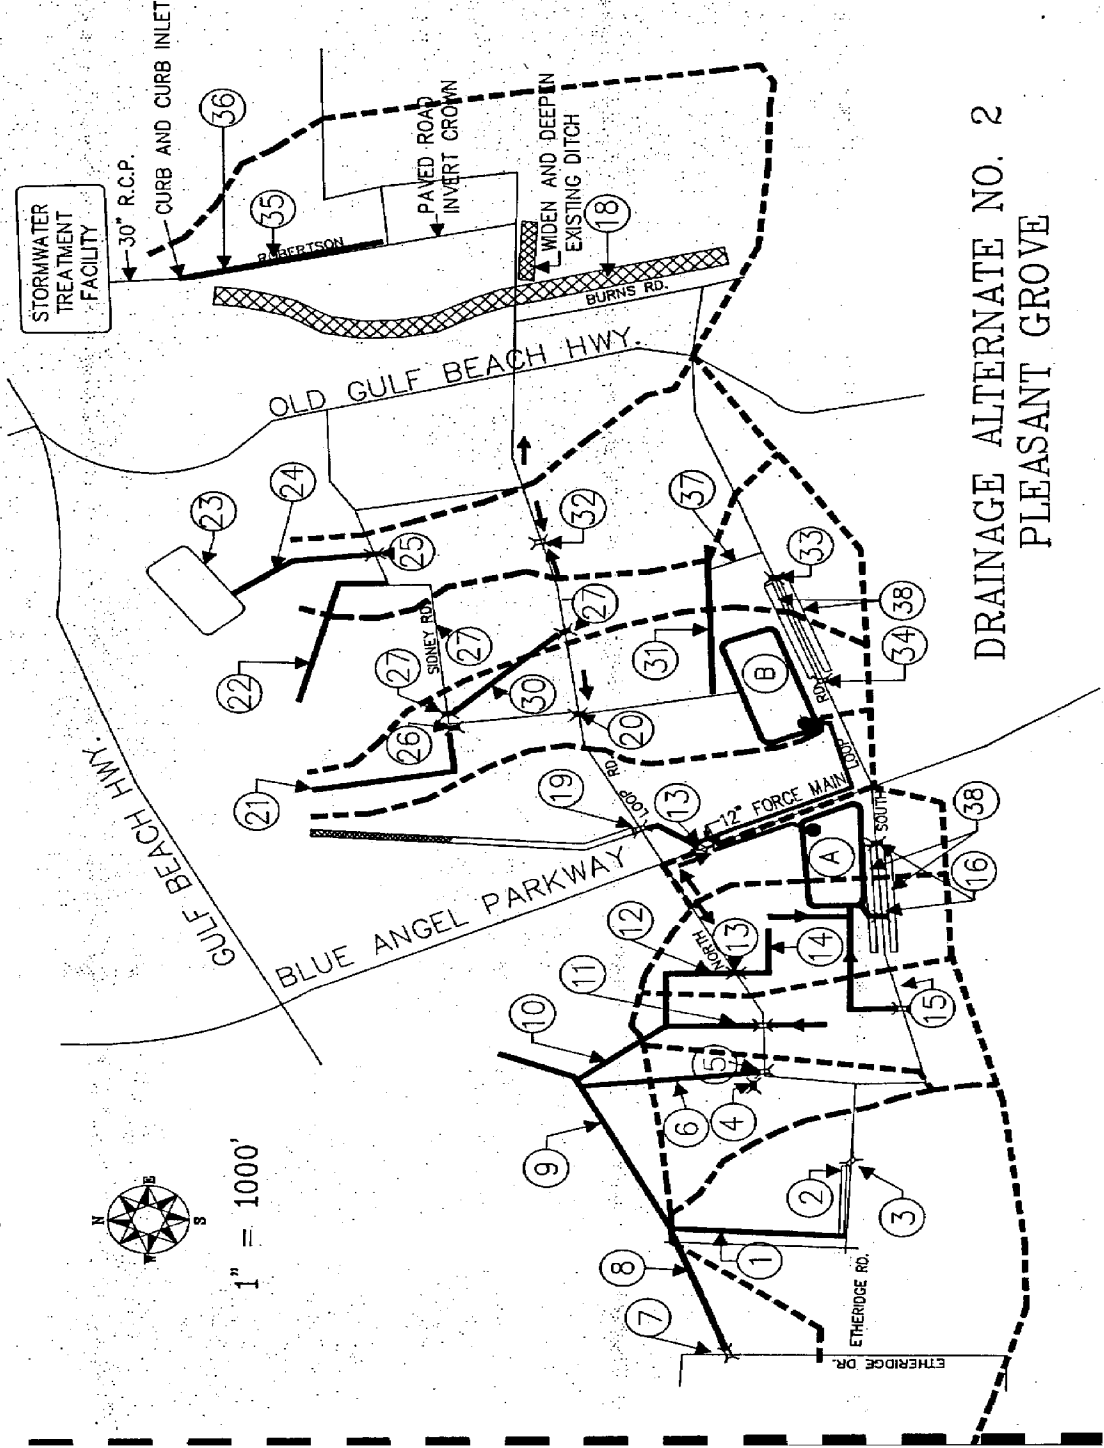 STORMWATER
TREATMENT
FACILITY
30" R.C.P.
CURB AND CURB INLET
36
35
ROBERTSON
PAVED ROAD
INVERT CROWN
WIDEN AND DEEPEN
EXISTING DITCH
18
BURNS RD.
OLD GULF BEACH HWY.
GULF BEACH HWY.
BLUE ANGEL PARKWAY
23
24
25
22
SIDNEY RD.
27
27
27
26
30
21
20
32
31
37
33
38
34
B
19
LOOP RD.
13
12" FORCE MAIN
SOUTH LOOP RD
A
38
16
NORTH
12
13
14
11
15
10
5
4
6
9
2
3
1
8
7
ETHERIDGE RD.
ETHERIDGE DR.
N
E
S
W
1" = 1000'
DRAINAGE ALTERNATE NO. 2
PLEASANT GROVE